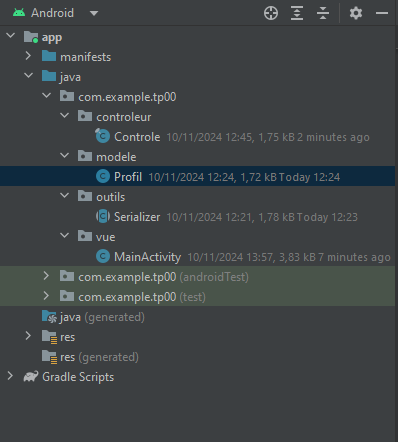 Android
app
manifests
java
com.example.tp00
controleur
Controle 10/11/2024 12:45, 1,75 kB 2 minutes ago
modele
Profil 10/11/2024 12:24, 1,72 kB Today 12:24
outils
Serializer 10/11/2024 12:21, 1,78 kB Today 12:23
vue
MainActivity 10/11/2024 13:57, 3,83 kB 7 minutes ago
com.example.tp00 (androidTest)
com.example.tp00 (test)
java (generated)
res
res (generated)
Gradle Scripts